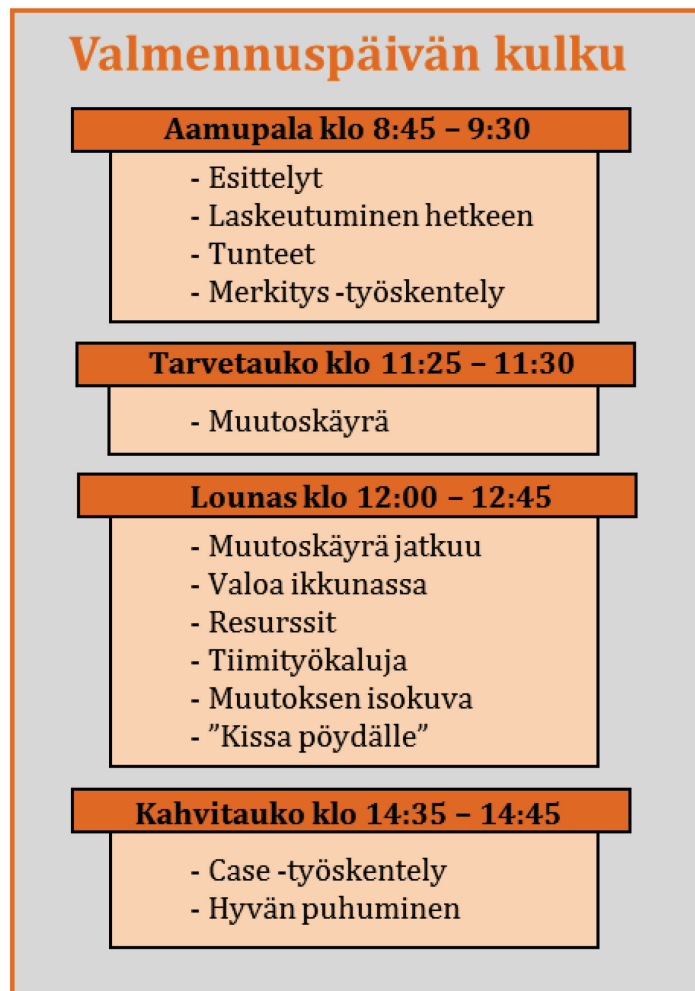 Valmennuspäivän kulku
Aamupala klo 8:45 – 9:30
- Esittelyt
- Laskeutuminen hetkeen
- Tunteet
- Merkitys -työskentely
Tarvetauko klo 11:25 – 11:30
- Muutoskäyrä
Lounas klo 12:00 – 12:45
- Muutoskäyrä jatkuu
- Valoa ikkunassa
- Resurssit
- Tiimityökaluja
- Muutoksen isokuva
- ”Kissa pöydälle”
Kahvitauko klo 14:35 – 14:45
- Case -työskentely
- Hyvän puhuminen